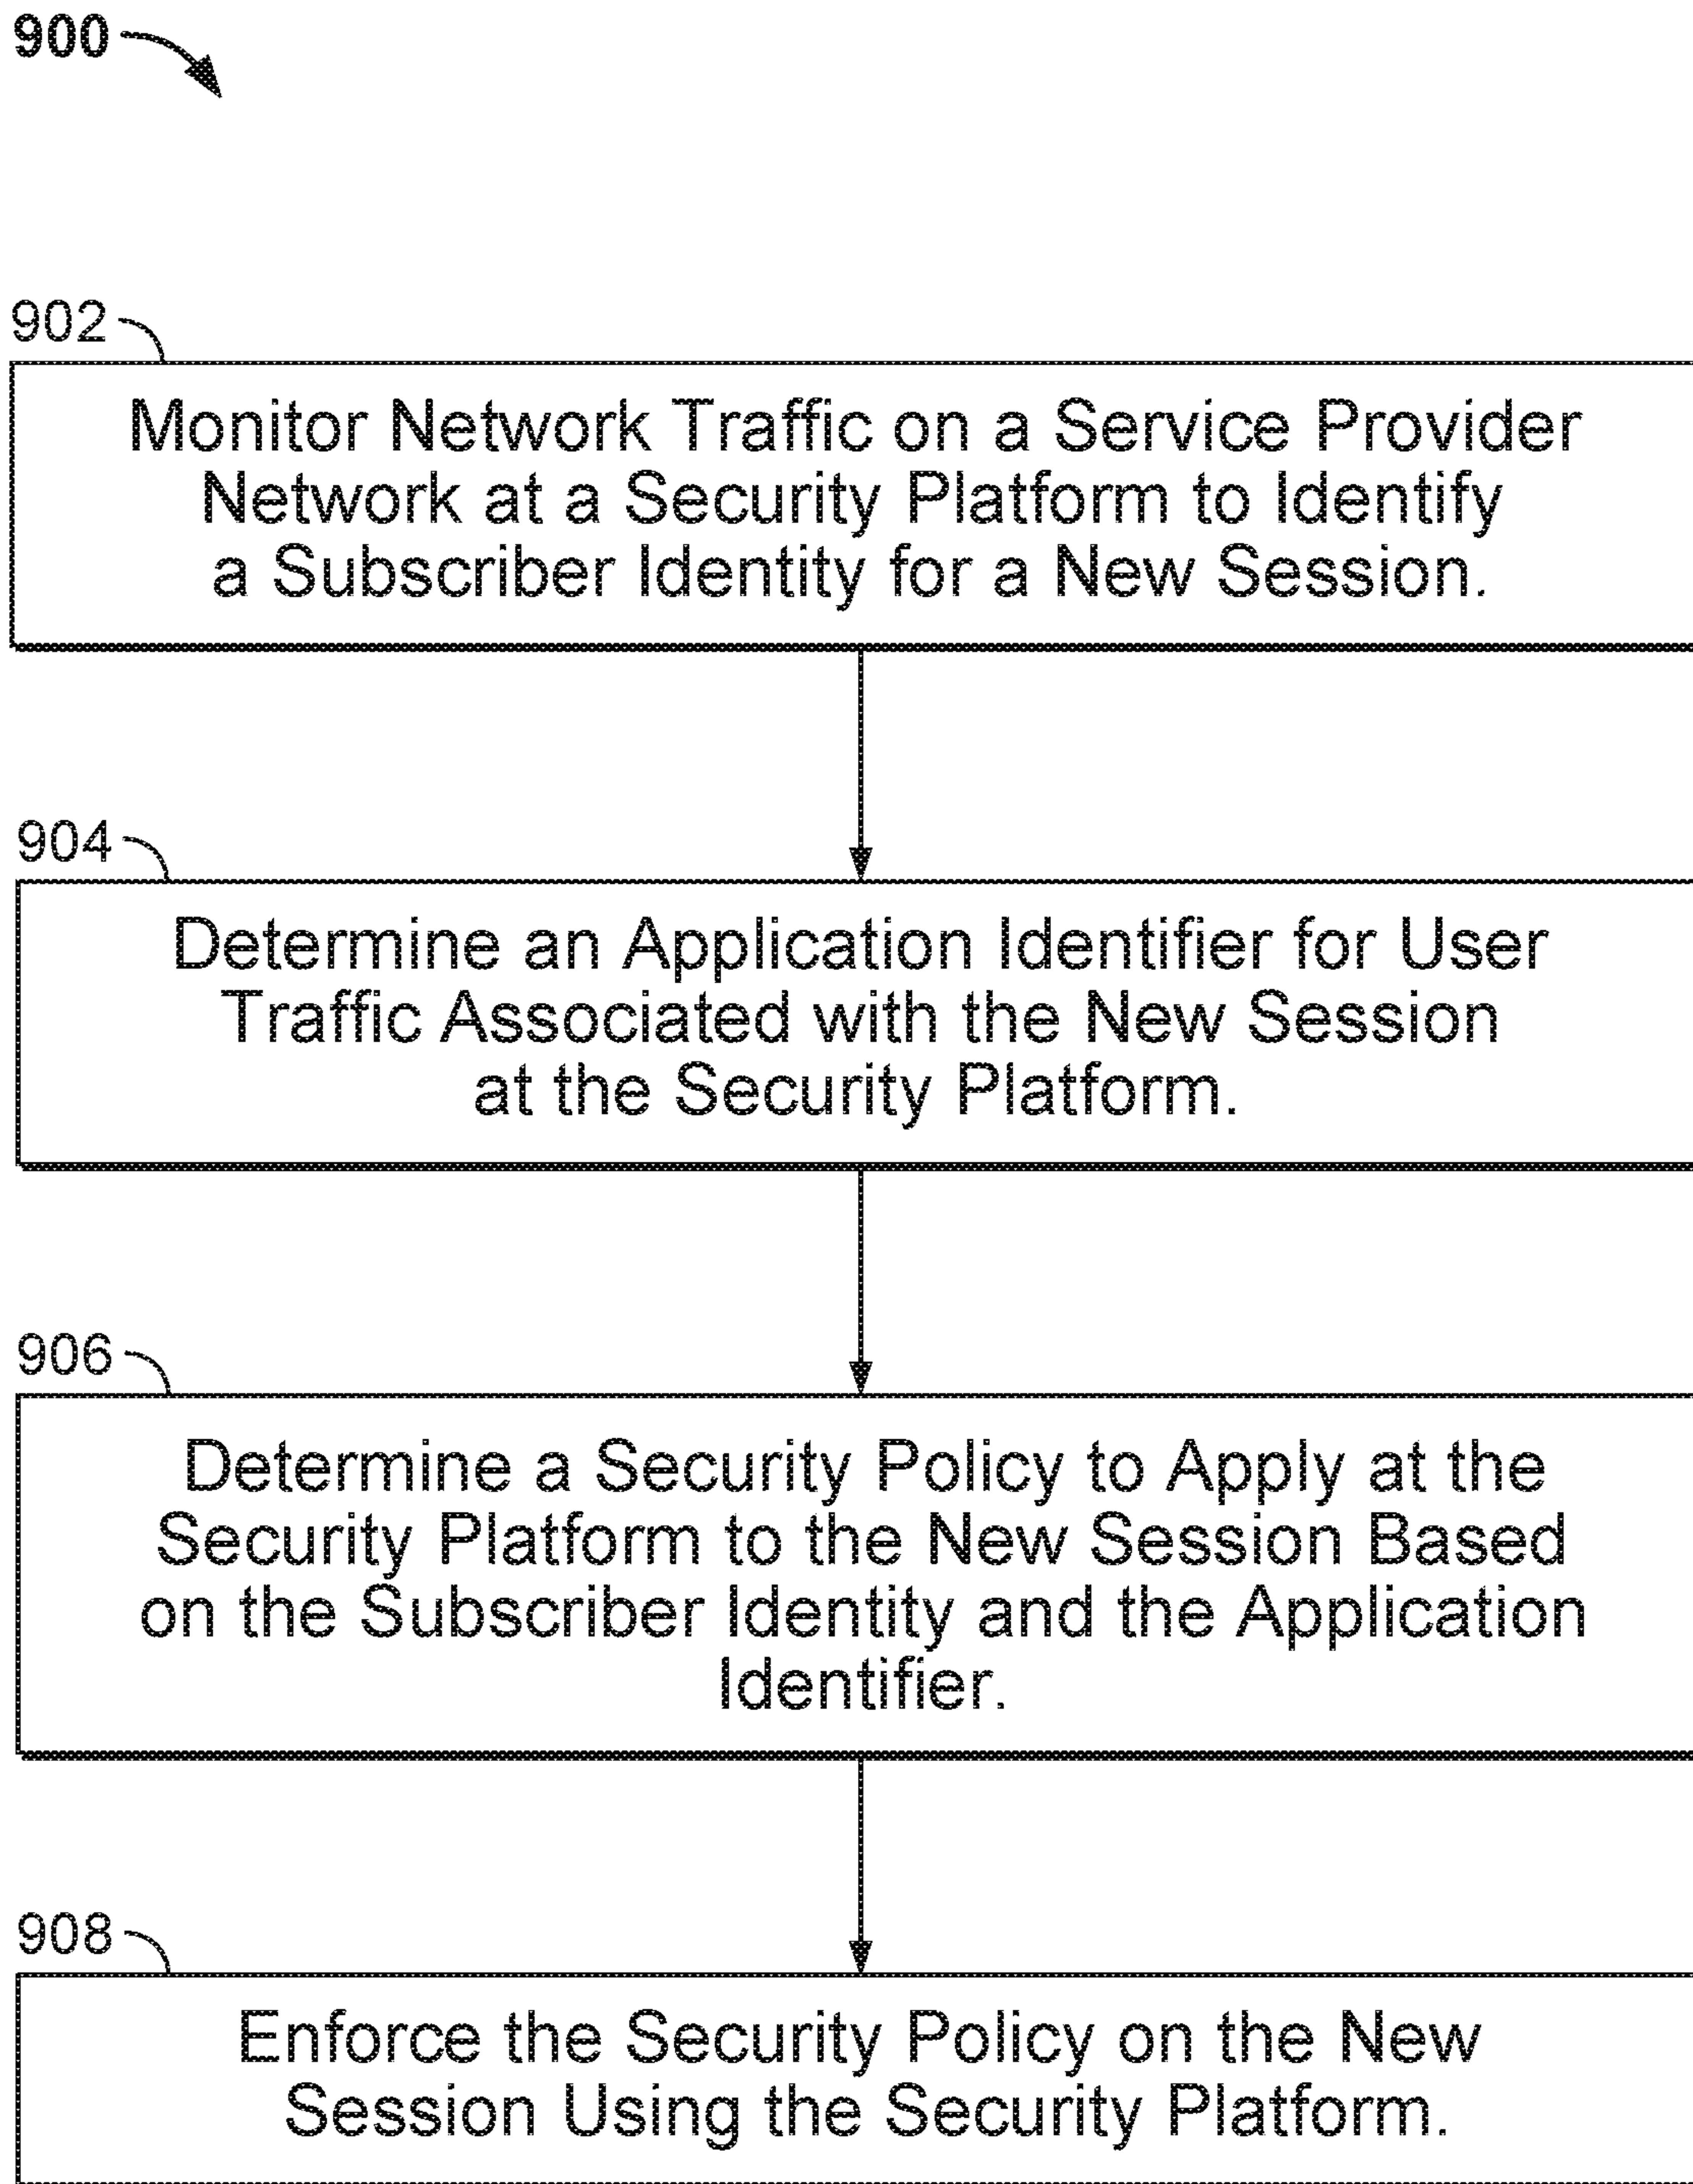 900
902
Monitor Network Traffic on a Service Provider
Network at a Security Platform to Identify
a Subscriber Identity for a New Session.
904
Determine an Application Identifier for User
Traffic Associated with the New Session
at the Security Platform.
906
Determine a Security Policy to Apply at the
Security Platform to the New Session Based
on the Subscriber Identity and the Application
Identifier.
908
Enforce the Security Policy on the New
Session Using the Security Platform.